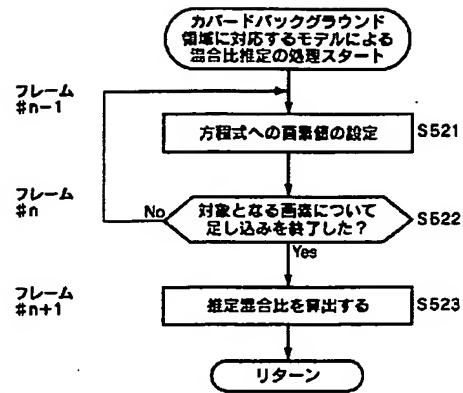 カバードバックグラウンド
領域に対応するモデルによる
混合比推定の処理スタート
フレーム
#n-1
方程式への画素値の設定
S521
フレーム
#n
No
対象となる画素について
足し込みを終了した？
S522
Yes
フレーム
#n+1
推定混合比を算出する
S523
リターン